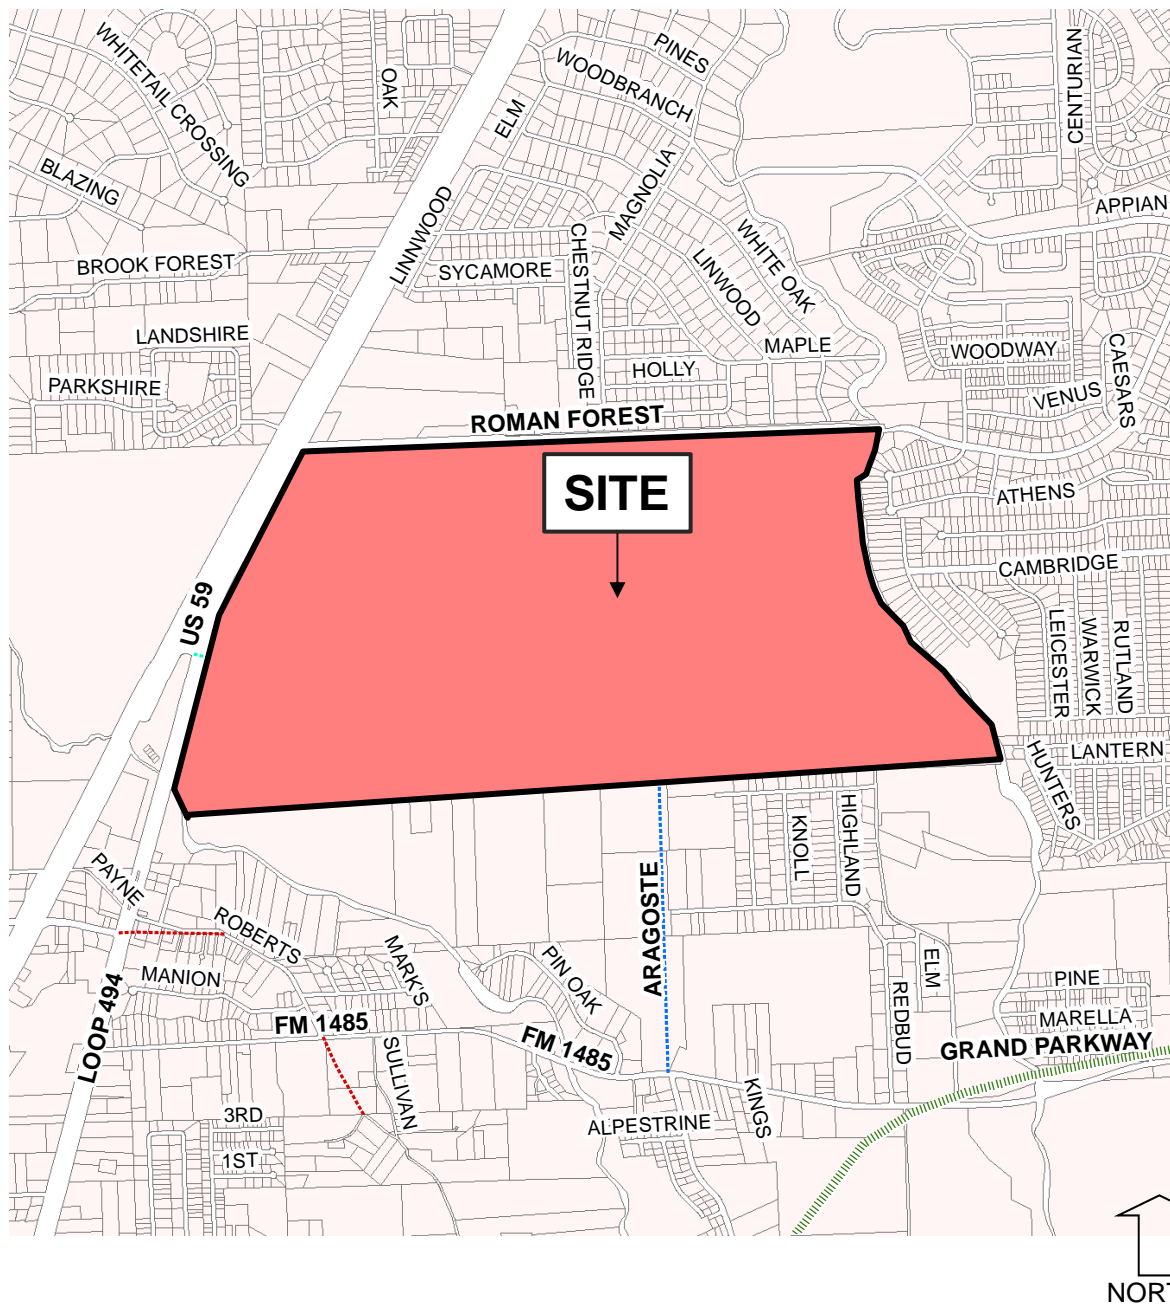 PINES
WHITETAIL CROSSING
OAK
WOODBRANCH
CENTURIAN
ELM
BLAZING
MAGNOLIA
APPIAN
LINNWOOD
WHITE OAK
CHESTNUT RIDGE
BROOK FOREST
SYCAMORE
LINWOOD
LANDSHIRE
MAPLE
WOODWAY
CAESARS
HOLLY
PARKSHIRE
VENUS
ROMAN FOREST
SITE
ATHENS
CAMBRIDGE
US 59
LEICESTER
WARWICK
RUTLAND
LANTERN
HUNTERS
KNOLL
HIGHLAND
PAYNE
ARAGOSTE
ROBERTS
MARK'S
PIN OAK
ELM
MANION
REDBUD
PINE
LOOP 494
FM 1485
FM 1485
MARELLA
GRAND PARKWAY
SULLIVAN
KINGS
3RD
ALPESTRINE
1ST
NORT